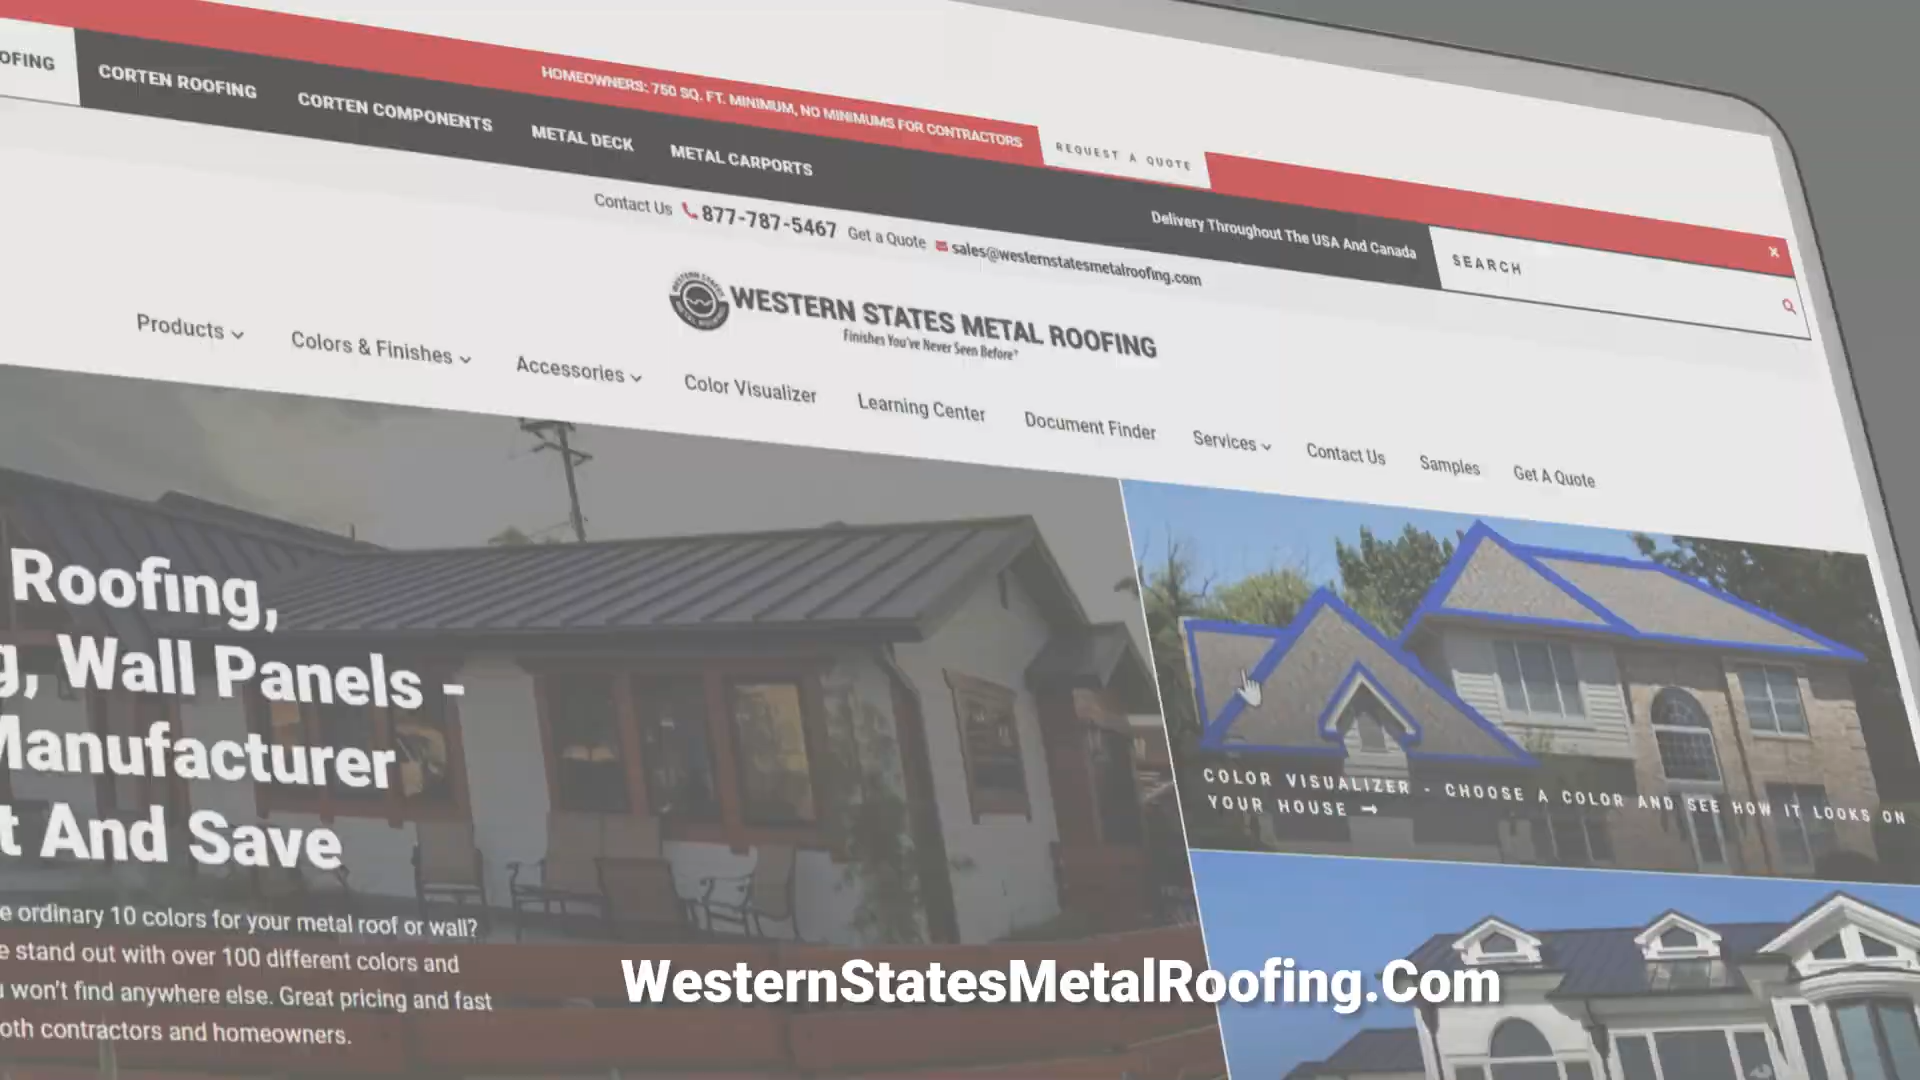 HOMEOWNERS: 750 SQ. FT. MINIMUM, NO MINIMUMS FOR CONTRACTORS
REQUEST A QUOTE
x
OFING
CORTEN ROOFING
CORTEN COMPONENTS
METAL DECK
METAL CARPORTS
Delivery Throughout The USA And Canada
SEARCH
Contact Us 877-787-5467 Get a Quote sales@westernstatesmetalroofing.com
WESTERN STATES METAL ROOFING
Finishes You've Never Seen Before®
Products
Colors & Finishes
Accessories
Color Visualizer
Learning Center
Document Finder
Services
Contact Us
Samples
Get A Quote
Roofing,
g, Wall Panels -
Manufacturer
t And Save
e ordinary 10 colors for your metal roof or wall?
e stand out with over 100 different colors and
u won't find anywhere else. Great pricing and fast
oth contractors and homeowners.
COLOR VISUALIZER - CHOOSE A COLOR AND SEE HOW IT LOOKS ON
YOUR HOUSE →
WesternStatesMetalRoofing.Com